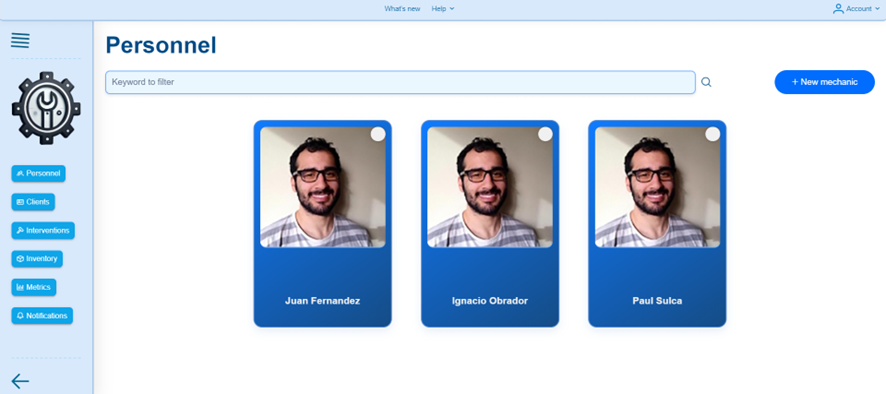 What's new Help Account
Personnel
Keyword to filter
+ New mechanic
Personnel
Clients
Interventions
Inventory
Metrics
Notifications
Juan Fernandez Ignacio Obrador Paul Sulca